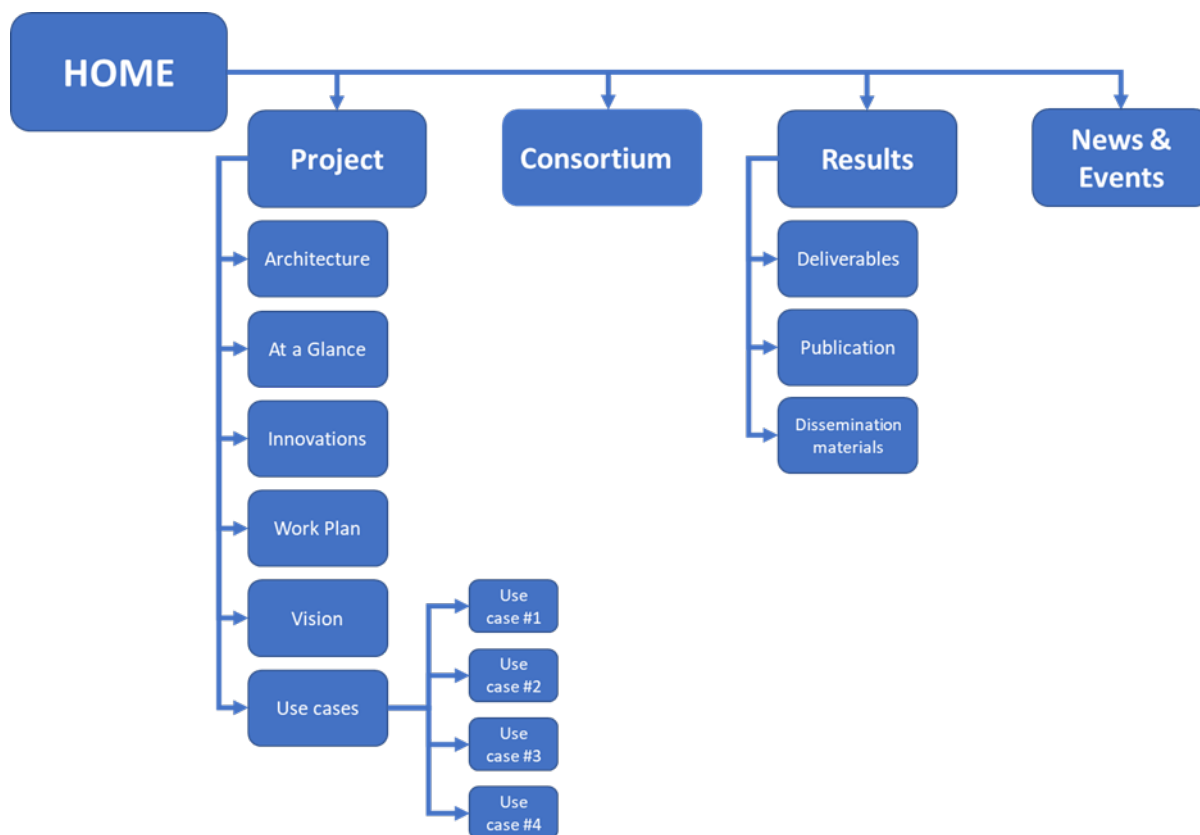 HOME
Project
Consortium
Results
News &
Events
Architecture
At a Glance
Innovations
Work Plan
Vision
Use cases
Use
case #1
Use
case #2
Use
case #3
Use
case #4
Deliverables
Publication
Dissemination
materials